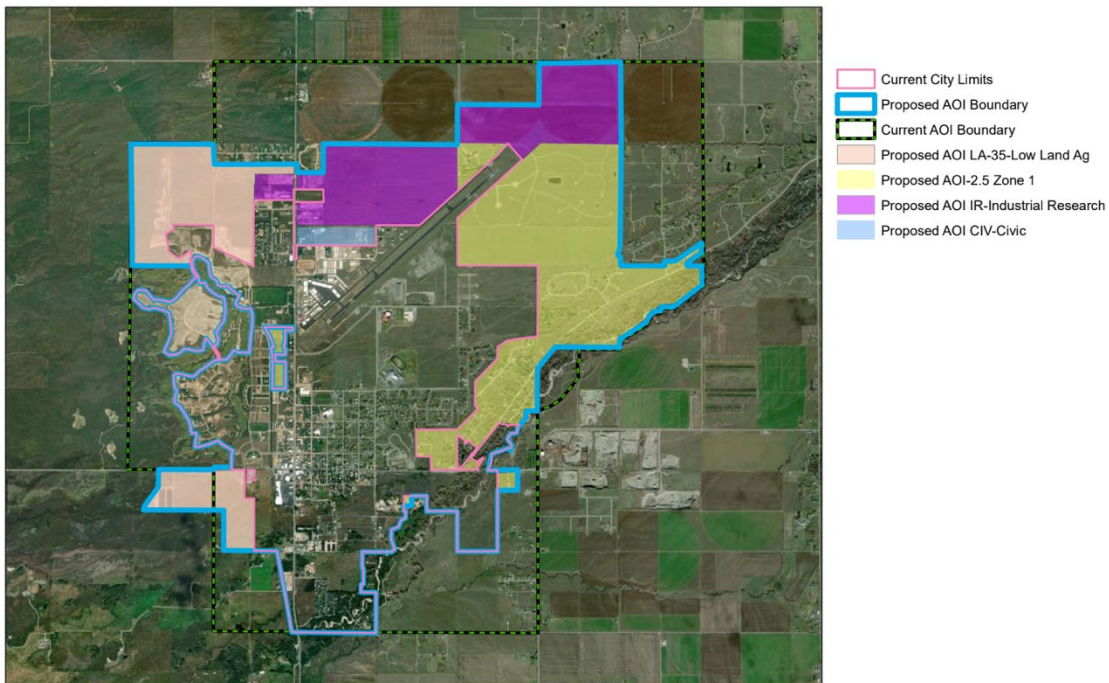 Current City Limits
Proposed AOI Boundary
Current AOI Boundary
Proposed AOI LA-35-Low Land Ag
Proposed AOI-2.5 Zone 1
Proposed AOI IR-Industrial Research
Proposed AOI CIV-Civic